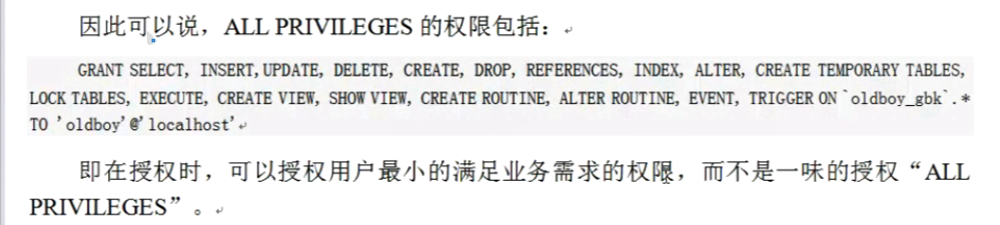 因此可以说，ALL PRIVILEGES 的权限包括：
GRANT SELECT, INSERT,UPDATE, DELETE, CREATE, DROP, REFERENCES, INDEX, ALTER, CREATE TEMPORARY TABLES,
LOCK TABLES, EXECUTE, CREATE VIEW, SHOW VIEW, CREATE ROUTINE, ALTER ROUTINE, EVENT, TRIGGER ON `oldboy_gbk`.*
TO 'oldboy'@'localhost'
即在授权时，可以授权用户最小的满足业务需求的权限，而不是一味的授权“ALL
PRIVILEGES”。